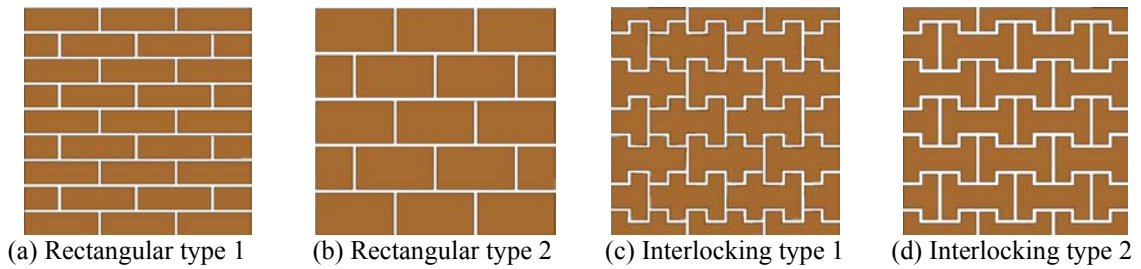 (a) Rectangular type 1 (b) Rectangular type 2 (c) Interlocking type 1 (d) Interlocking type 2